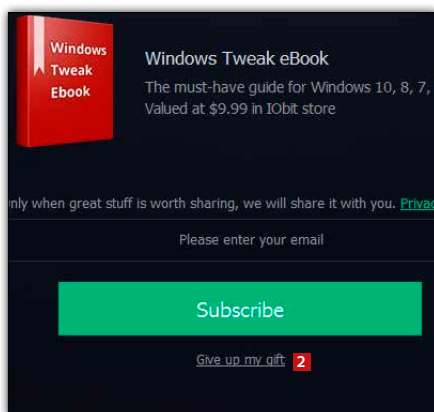 Windows
Tweak
Ebook
Windows Tweak eBook
The must-have guide for Windows 10, 8, 7,
Valued at $9.99 in IObit store
when great stuff is worth sharing, we will share it with you.
Please enter your email
Subscribe
Give up my gift 2